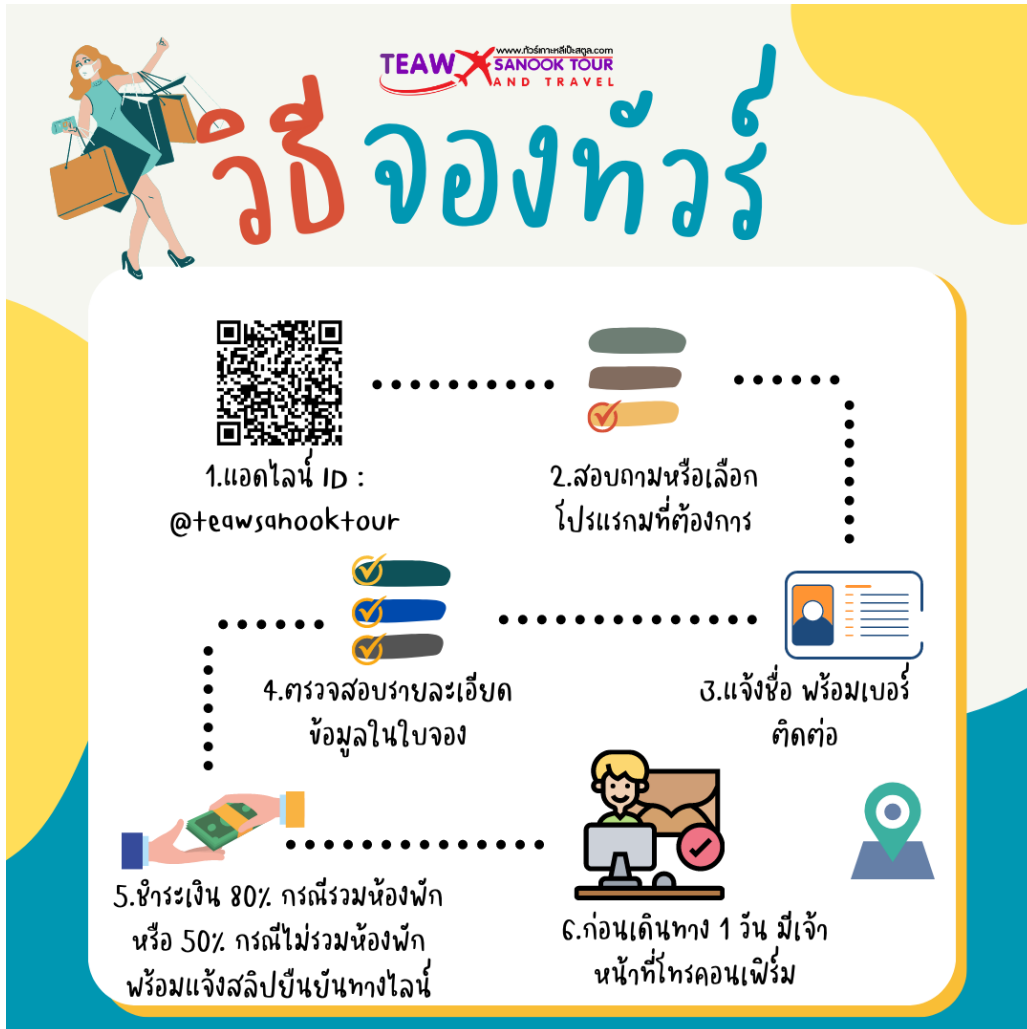 www.ทัวร์เกาะหลีเป๊ะสตูล.com
TEAW SANOOK TOUR
AND TRAVEL
วิธีจองทัวร์
1.แอดไลน์ ID :
@teawsanooktour
2.สอบถามหรือเลือก
โปรแรกมที่ต้องการ
3.แจ้งชื่อ พร้อมเบอร์
ติดต่อ
4.ตรวจสอบรายละเอียด
ข้อมูลในใบจอง
5.ชำระเงิน 80% กรณีรวมห้องพัก
หรือ 50% กรณีไม่รวมห้องพัก
พร้อมแจ้งสลิปยืนยันทางไลน์
6.ก่อนเดินทาง 1 วัน มีเจ้า
หน้าที่โทรคอนเฟิร์ม